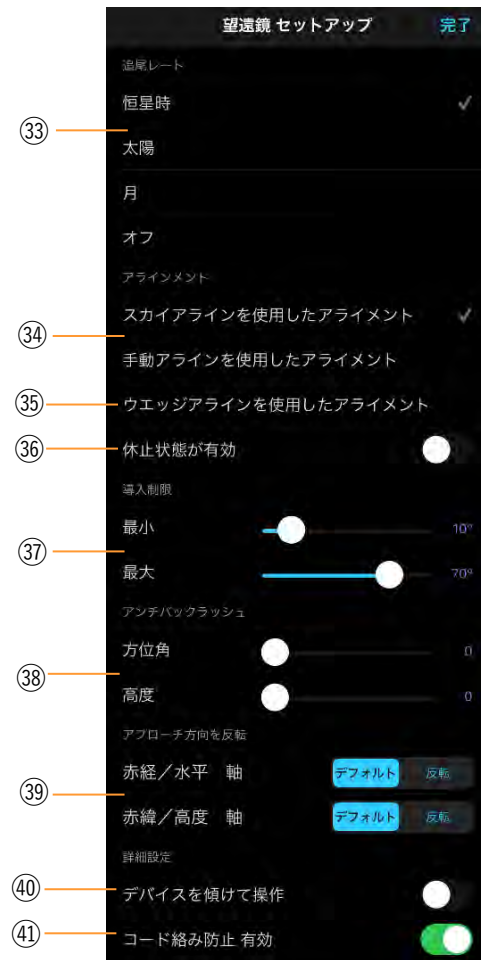 望遠鏡 セットアップ 完了
追尾レート
恒星時
㉝
太陽
月
オフ
アラインメント
スカイアラインを使用したアライメント
㉞
手動アラインを使用したアライメント
㉟ ウエッジアラインを使用したアライメント
㊱ 休止状態が有効
導入制限
最小 10°
㊲
最大 70°
アンチバックラッシュ
方位角 0
㊳
高度 0
アプローチ方向を反転
赤経／水平 軸 デフォルト 反転
㊴
赤緯／高度 軸 デフォルト 反転
詳細設定
㊵ デバイスを傾けて操作
㊶ コード絡み防止 有効